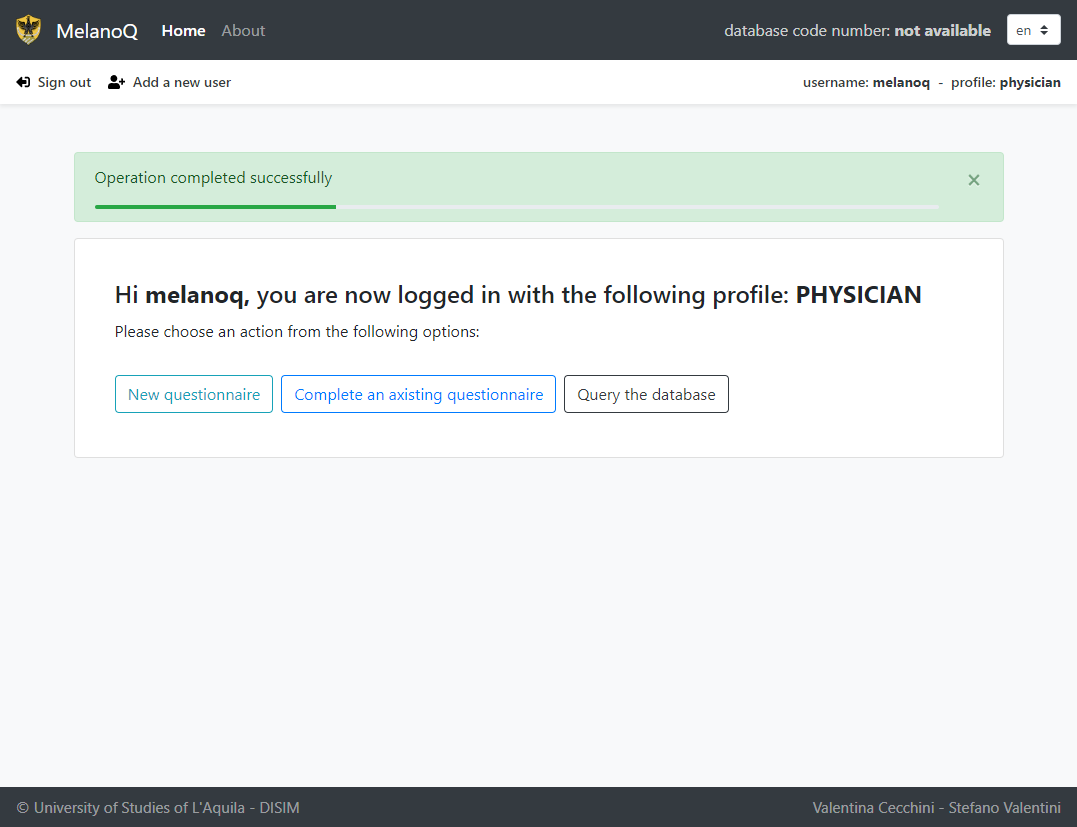 MelanoQ Home About database code number: not available en
Sign out Add a new user username: melanoq - profile: physician
Operation completed successfully ×
Hi melanoq, you are now logged in with the following profile: PHYSICIAN
Please choose an action from the following options:
New questionnaire Complete an axisting questionnaire Query the database
© University of Studies of L'Aquila - DISIM Valentina Cecchini - Stefano Valentini